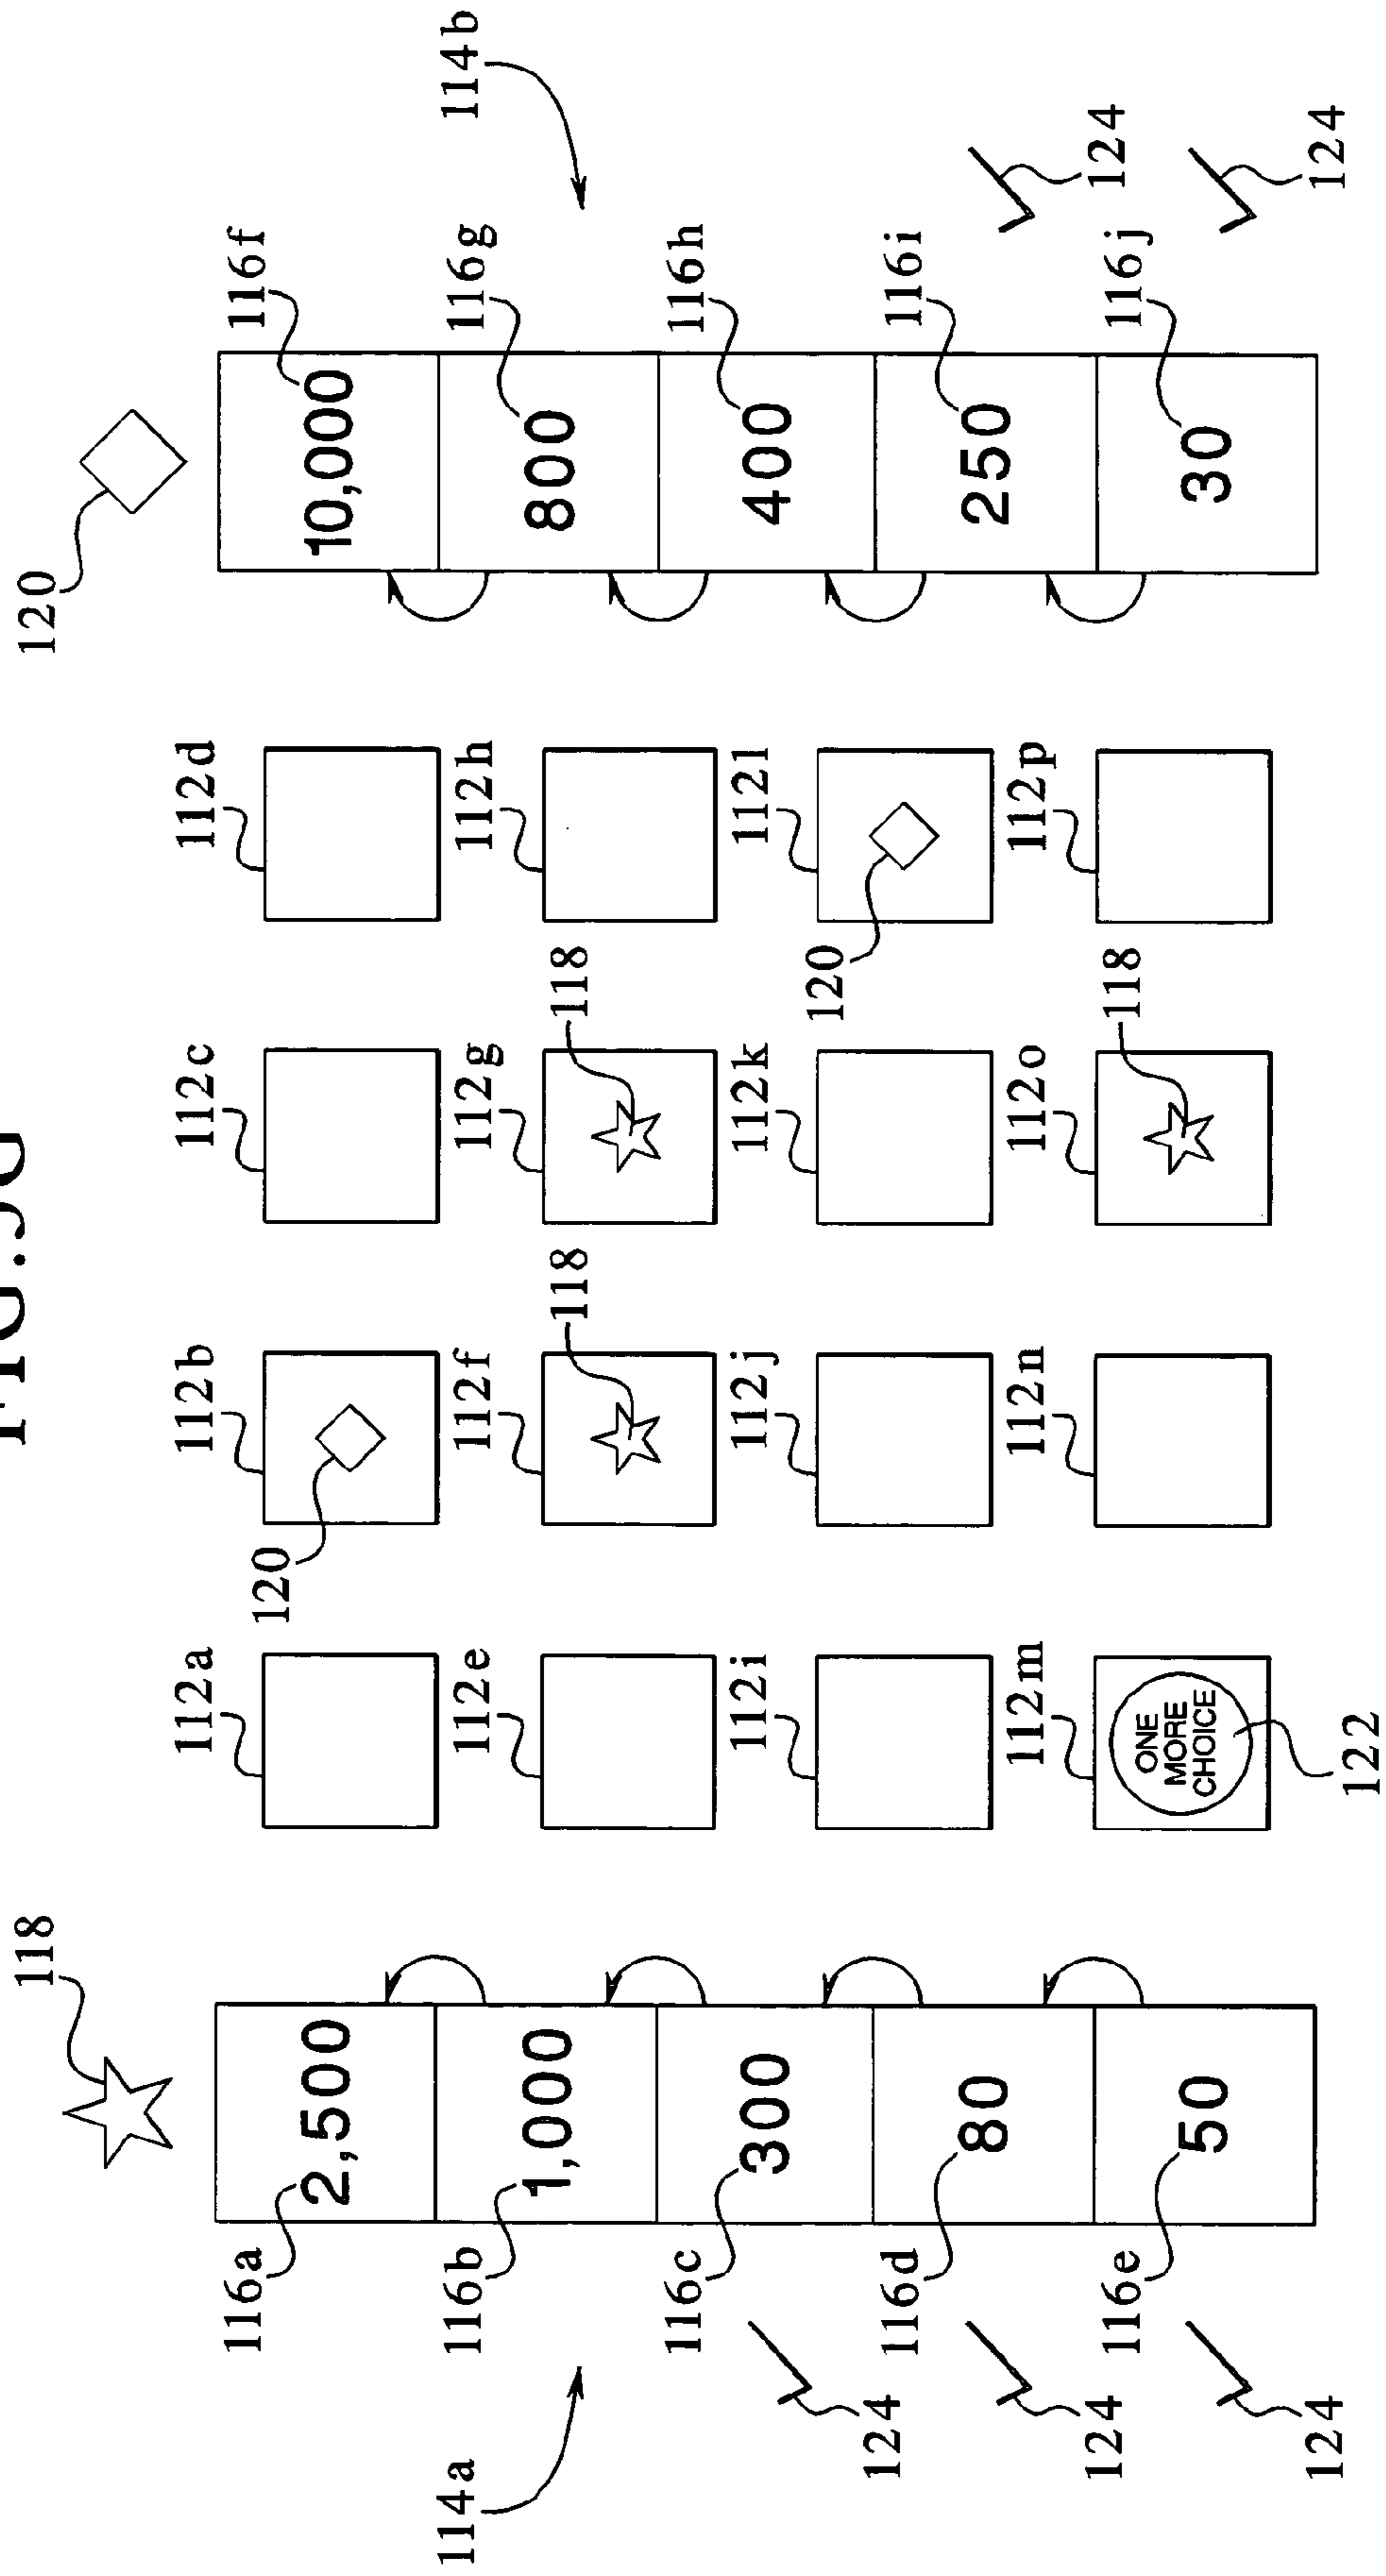 118
120
112a 112b 112c 112d
116a
116f
120
2,500
10,000
114a
114b
116b
112e 112f 112g 112h
116g
1,000
118
118
800
116c
116h
112i 112j 112k 112l
300
400
120
124
116d
116i
80
250
112m 112n 112o 112p
124
124
118
116e
116j
ONE
MORE
CHOICE
50
30
124
124
122